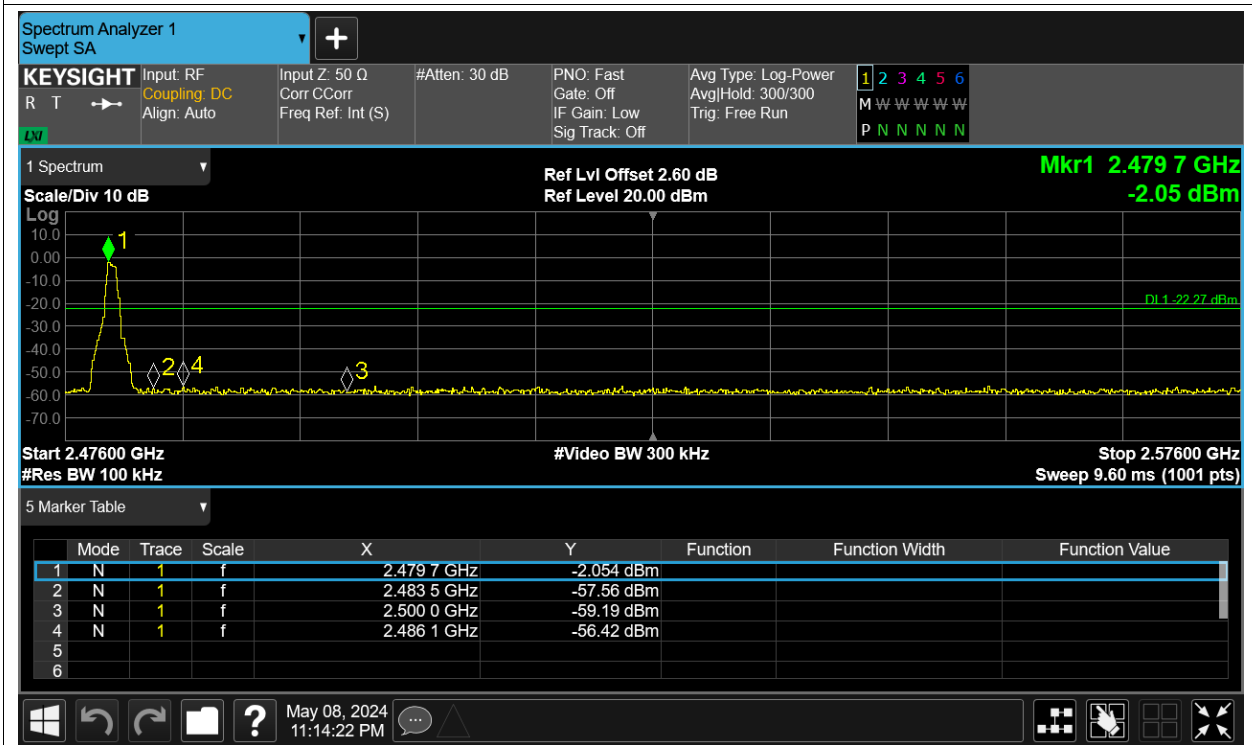 Spectrum Analyzer 1
Swept SA
KEYSIGHT
R T
LXI
Input: RF
Coupling: DC
Align: Auto
Input Z: 50 Ω
Corr CCorr
Freq Ref: Int (S)
#Atten: 30 dB
PNO: Fast
Gate: Off
IF Gain: Low
Sig Track: Off
Avg Type: Log-Power
Avg|Hold: 300/300
Trig: Free Run
1 2 3 4 5 6
M W W W W W
P N N N N N
1 Spectrum
Scale/Div 10 dB
Ref Lvl Offset 2.60 dB
Ref Level 20.00 dBm
Mkr1 2.479 7 GHz
-2.05 dBm
Log
10.0
0.00
-10.0
-20.0
-30.0
-40.0
-50.0
-60.0
-70.0
1
2
4
3
DL1 -22.27 dBm
Start 2.47600 GHz
#Video BW 300 kHz
Stop 2.57600 GHz
#Res BW 100 kHz
Sweep 9.60 ms (1001 pts)
5 Marker Table
Mode Trace Scale X Y Function Function Width Function Value
1 N 1 f 2.479 7 GHz -2.054 dBm
2 N 1 f 2.483 5 GHz -57.56 dBm
3 N 1 f 2.500 0 GHz -59.19 dBm
4 N 1 f 2.486 1 GHz -56.42 dBm
5
6
?
May 08, 2024
11:14:22 PM